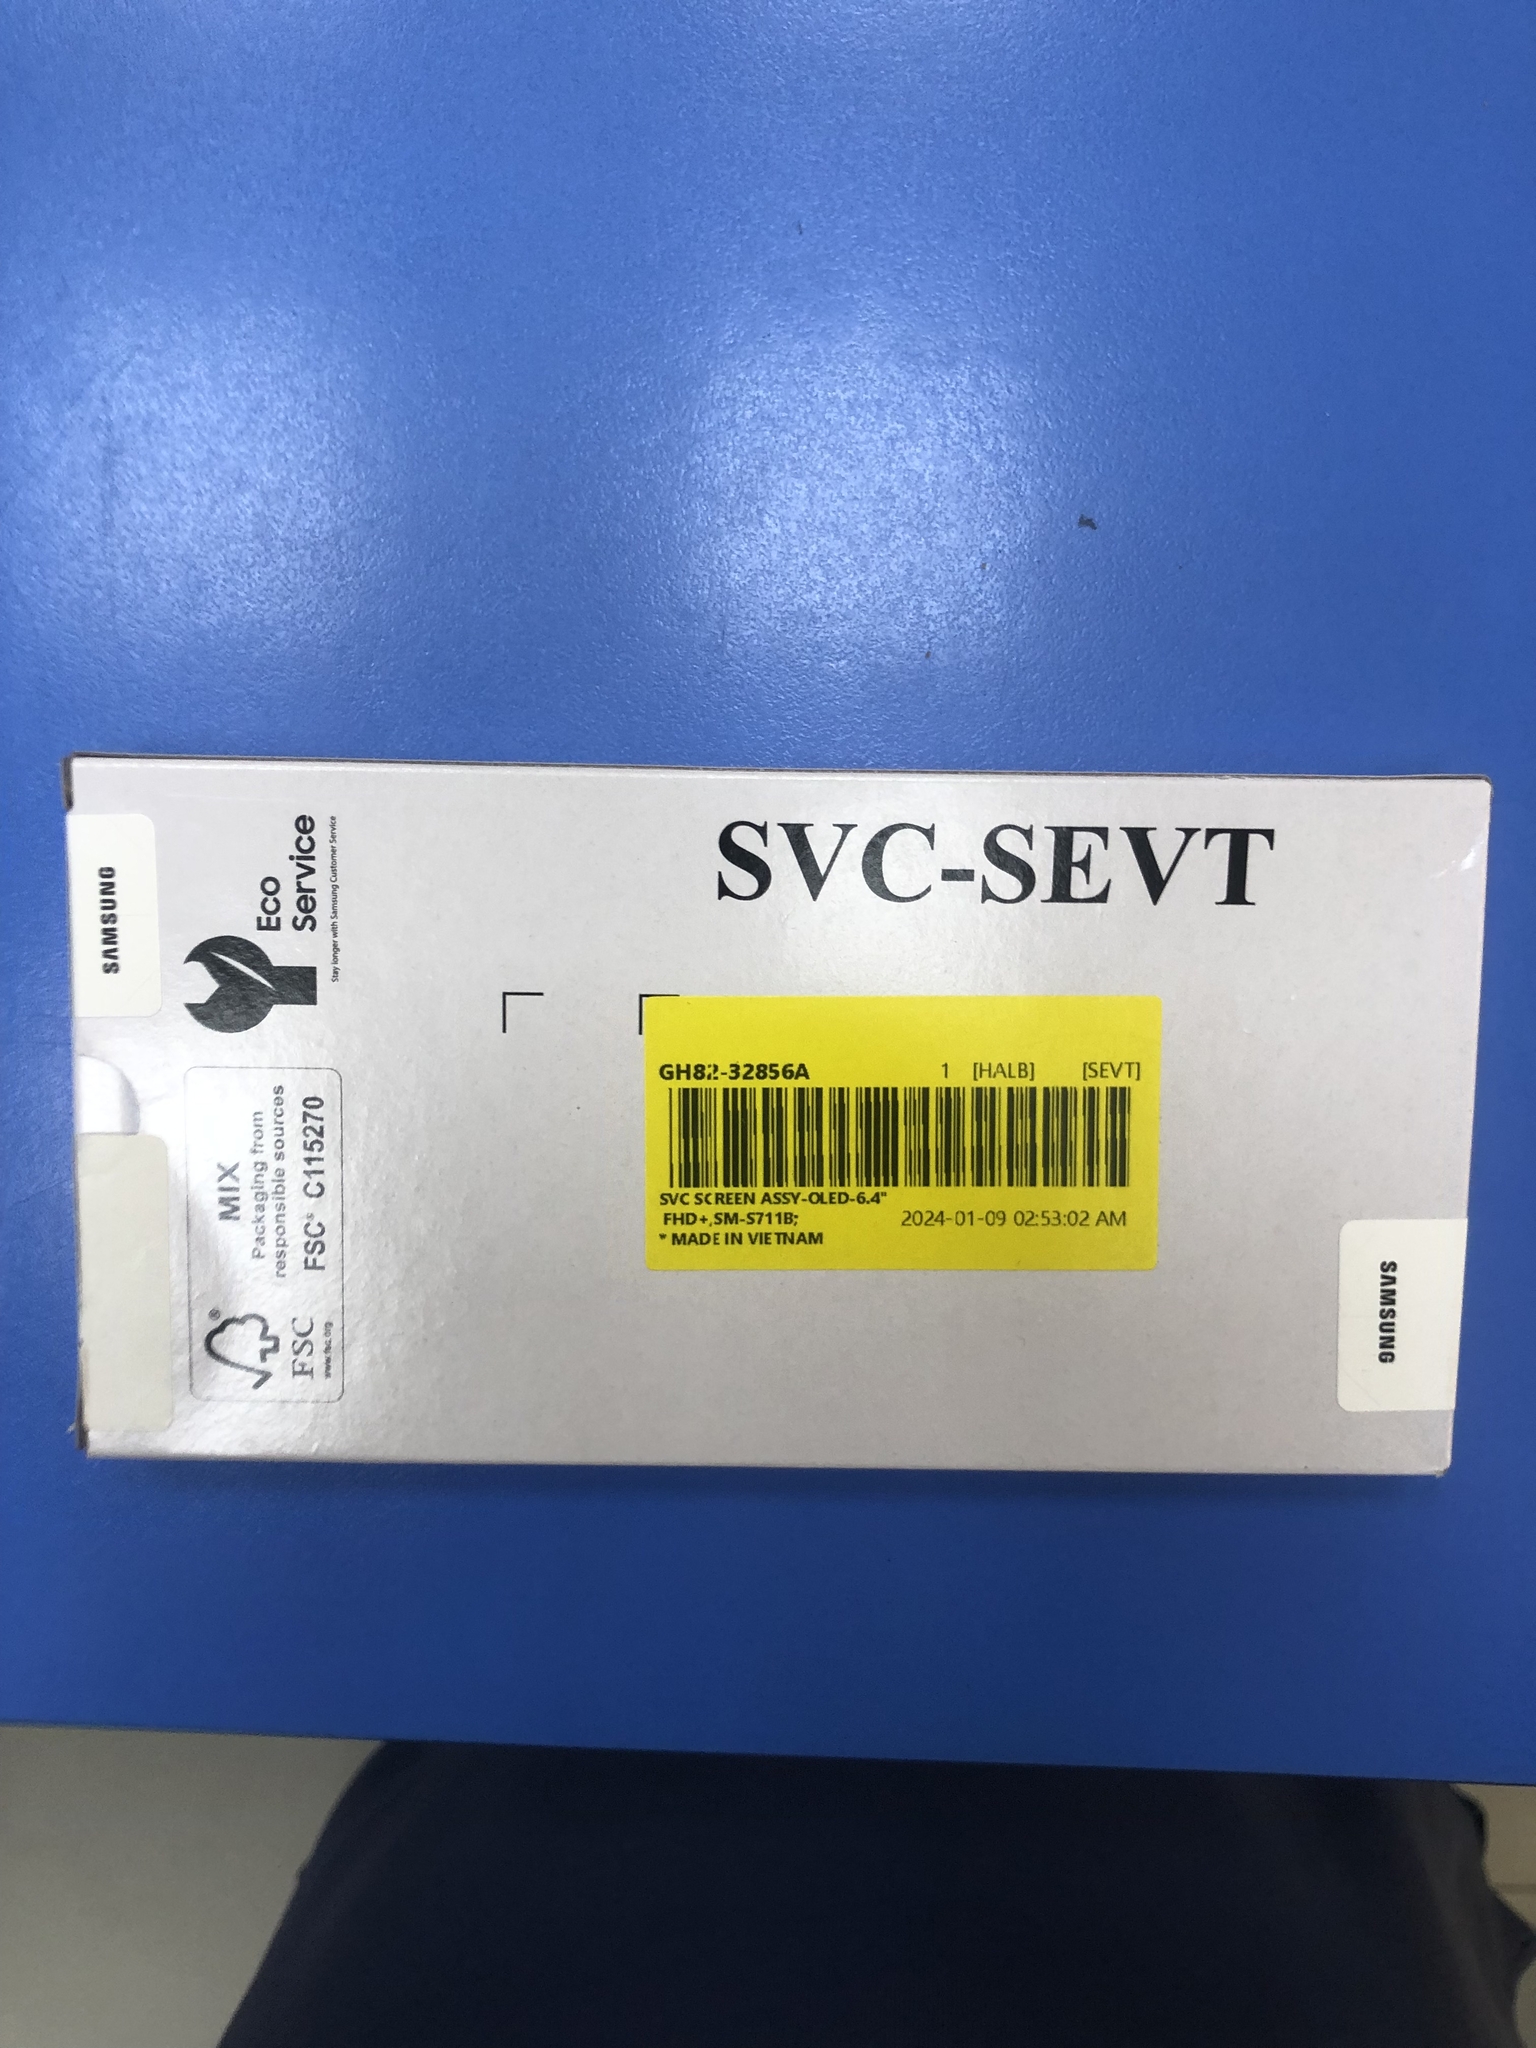 SVC-SEVT
SAMSUNG
Eco
Service
Stay longer with Samsung Customer Service
MIX
Packaging from
responsible sources
FSC® C115270
®
FSC
www.fsc.org
GH82-32856A 1 [HALB] [SEVT]
SVC SCREEN ASSY-OLED-6.4"
FHD+,SM-S711B; 2024-01-09 02:53:02 AM
* MADE IN VIETNAM
SAMSUNG